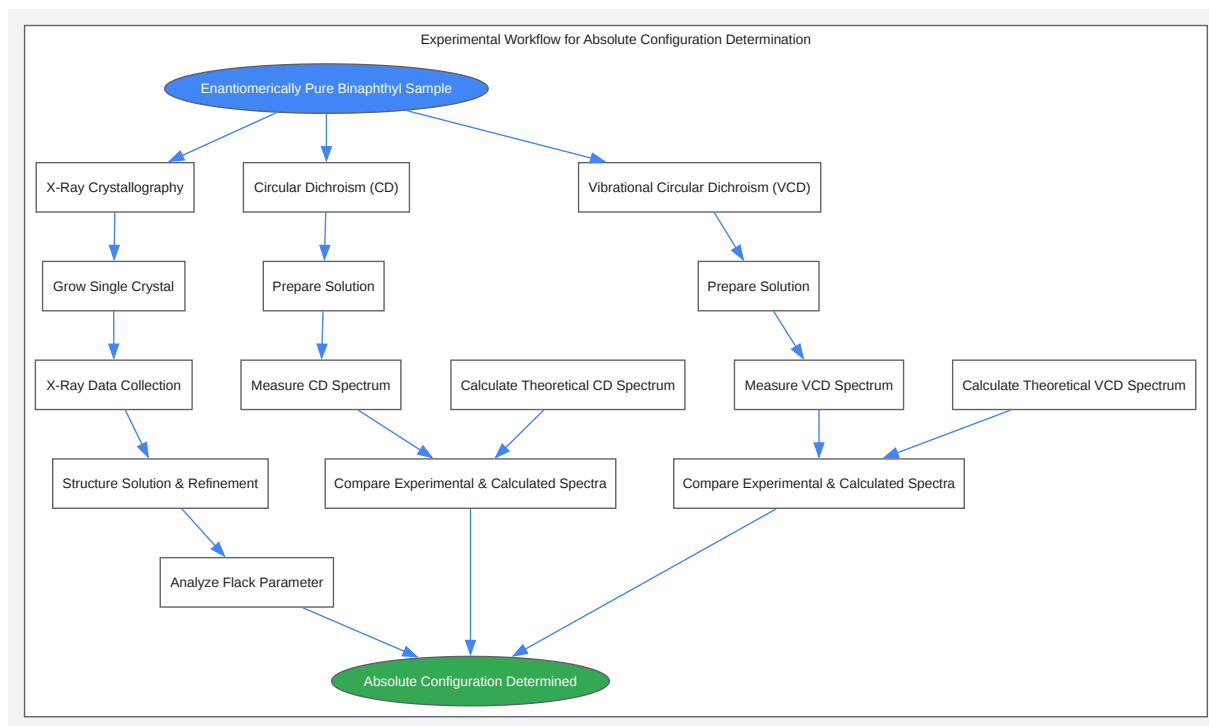 Experimental Workflow for Absolute Configuration Determination
Enantiomerically Pure Binaphthyl Sample
X-Ray Crystallography
Circular Dichroism (CD)
Vibrational Circular Dichroism (VCD)
Grow Single Crystal
Prepare Solution
Prepare Solution
X-Ray Data Collection
Measure CD Spectrum
Calculate Theoretical CD Spectrum
Measure VCD Spectrum
Calculate Theoretical VCD Spectrum
Structure Solution & Refinement
Compare Experimental & Calculated Spectra
Compare Experimental & Calculated Spectra
Analyze Flack Parameter
Absolute Configuration Determined